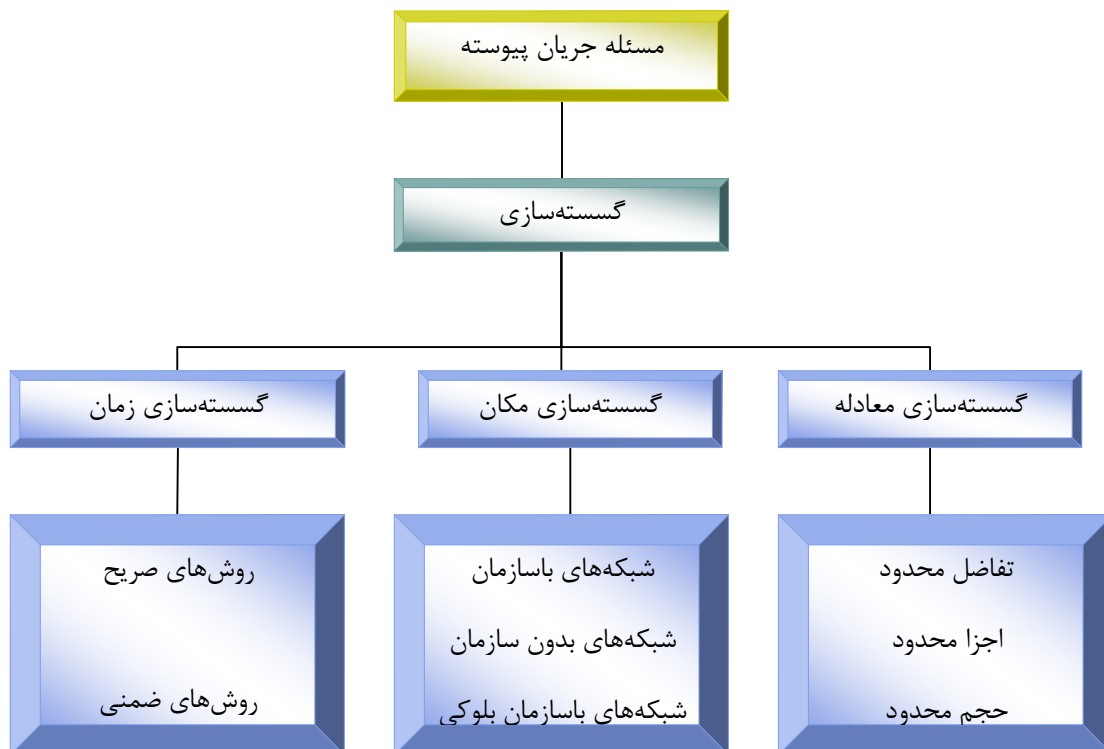 مسئله جریان پیوسته
گسسته‌سازی
گسسته‌سازی معادله
گسسته‌سازی مکان
گسسته‌سازی زمان
تفاضل محدود
اجزا محدود
حجم محدود
شبکه‌های باسازمان
شبکه‌های بدون سازمان
شبکه‌های باسازمان بلوکی
روش‌های صریح
روش‌های ضمنی